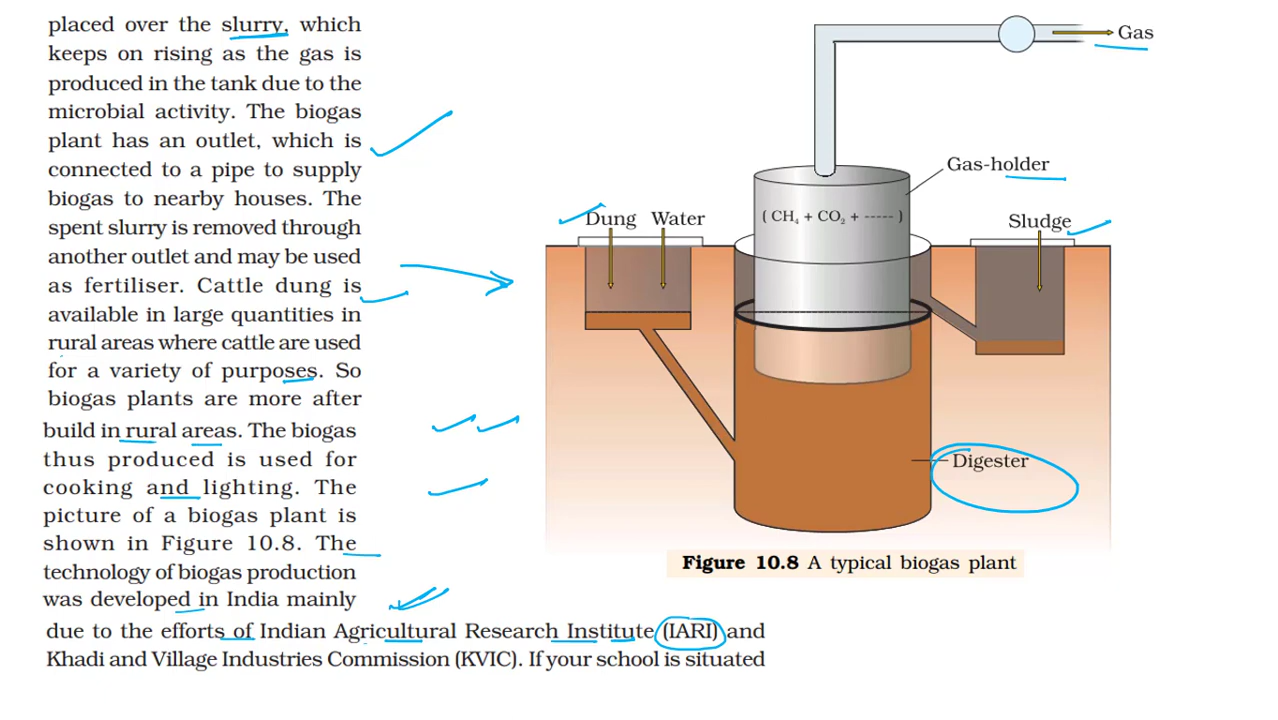 placed over the slurry, which
keeps on rising as the gas is
produced in the tank due to the
microbial activity. The biogas
plant has an outlet, which is
connected to a pipe to supply
biogas to nearby houses. The
spent slurry is removed through
another outlet and may be used
as fertiliser. Cattle dung is
available in large quantities in
rural areas where cattle are used
for a variety of purposes. So
biogas plants are more after
build in rural areas. The biogas
thus produced is used for
cooking and lighting. The
picture of a biogas plant is
shown in Figure 10.8. The
technology of biogas production
was developed in India mainly
due to the efforts of Indian Agricultural Research Institute (IARI) and
Khadi and Village Industries Commission (KVIC). If your school is situated
Gas
Gas-holder
Dung Water
( CH₄ + CO₂ + ----- )
Sludge
Digester
Figure 10.8 A typical biogas plant